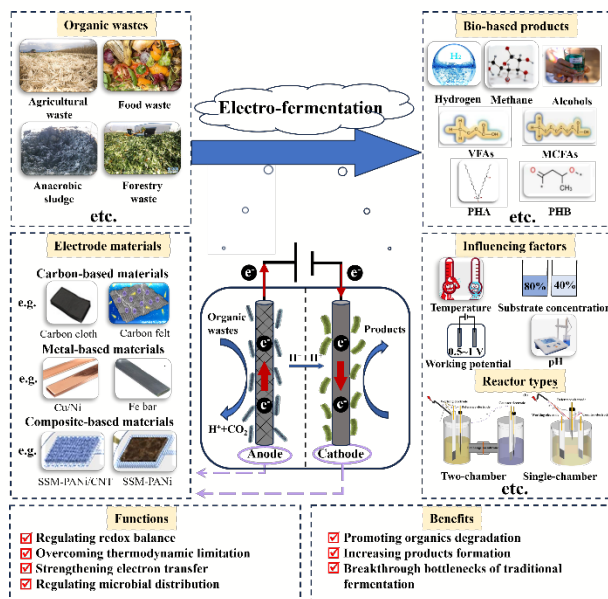 Organic wastes
Agricultural
waste
Food waste
Anaerobic
sludge
Forestry
waste
etc.
Electro-fermentation
Bio-based products
H₂
Hydrogen
Methane
Alcohols
VFAs
MCFAs
PHA
O
O
CH₃
PHB
etc.
Electrode materials
Carbon-based materials
e.g.
Carbon cloth
Carbon felt
Metal-based materials
e.g.
Cu/Ni
Fe bar
Composite-based materials
e.g.
SSM-PANi/CNT
SSM-PANi
e⁻
e⁻
Organic
wastes
Products
e⁻
e⁻
H⁺
H⁺
e⁻
e⁻
H⁺+CO₂
Anode
Cathode
Influencing factors
Temperature
80%
40%
Substrate concentration
0.5~1 V
Working potential
pH
Reactor types
Two-chamber
Single-chamber
etc.
Functions
Regulating redox balance
Overcoming thermodynamic limitation
Strengthening electron transfer
Regulating microbial distribution
Benefits
Promoting organics degradation
Increasing products formation
Breakthrough bottlenecks of traditional
fermentation